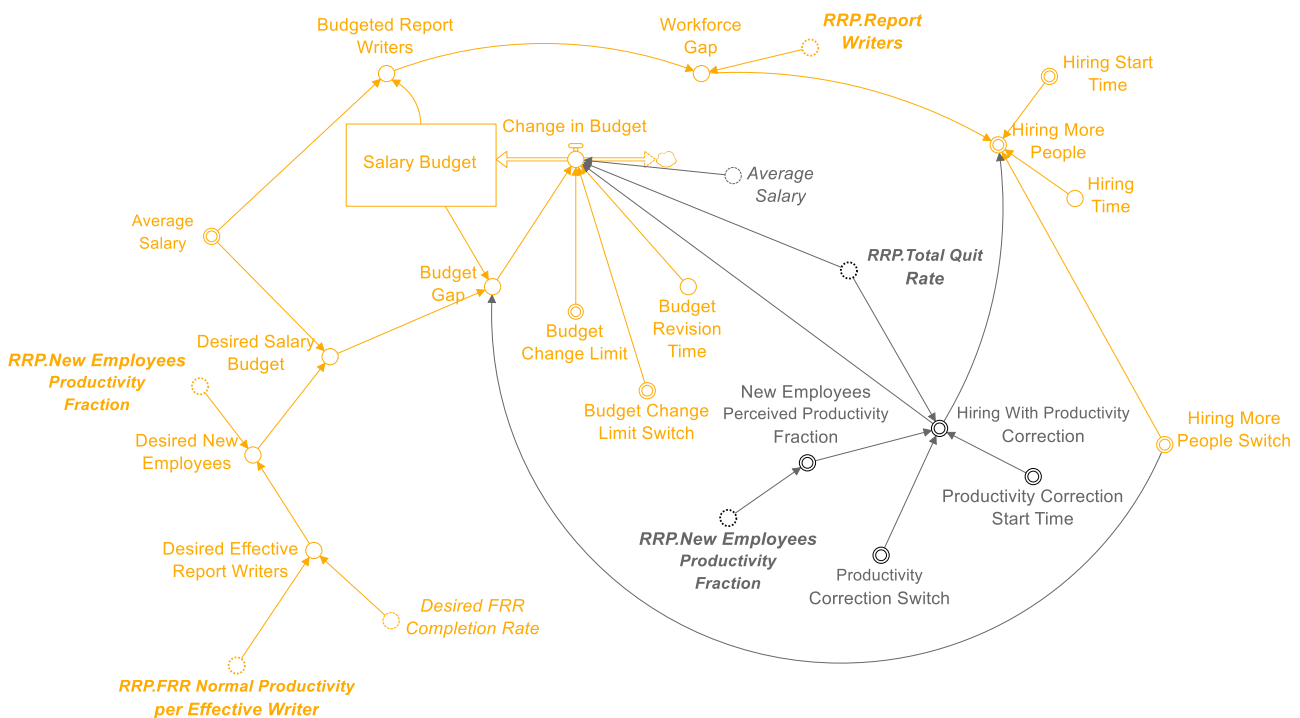 Budgeted Report
Writers
Workforce
Gap
RRP.Report
Writers
Hiring Start
Time
Change in Budget
Hiring More
People
Salary Budget
Average
Salary
Hiring
Time
Average
Salary
RRP.Total Quit
Rate
Budget
Gap
Budget
Revision
Time
Budget
Change Limit
Desired Salary
Budget
RRP.New Employees
Productivity
Fraction
New Employees
Perceived Productivity
Fraction
Budget Change
Limit Switch
Hiring With Productivity
Correction
Hiring More
People Switch
Desired New
Employees
Productivity Correction
Start Time
RRP.New Employees
Productivity
Fraction
Desired Effective
Report Writers
Productivity
Correction Switch
Desired FRR
Completion Rate
RRP.FRR Normal Productivity
per Effective Writer